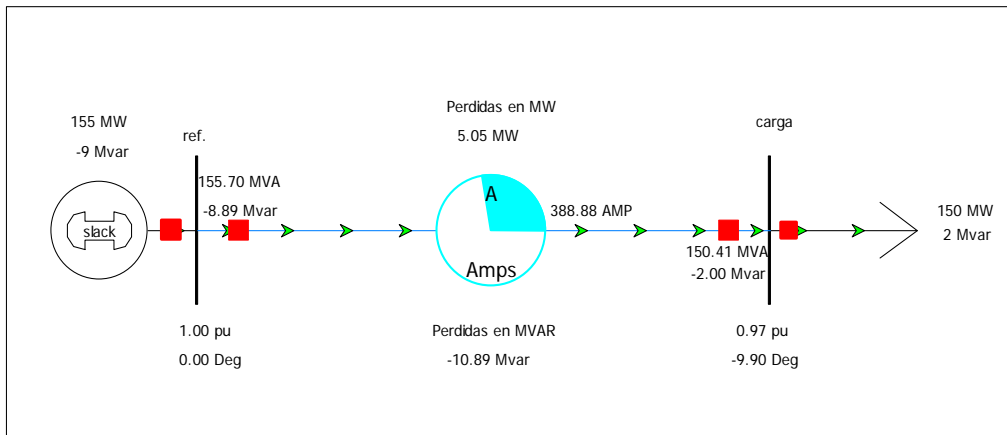 155 MW
-9 Mvar
slack
ref.
155.70 MVA
-8.89 Mvar
1.00 pu
0.00 Deg
Perdidas en MW
5.05 MW
A
Amps
388.88 AMP
Perdidas en MVAR
-10.89 Mvar
carga
150.41 MVA
-2.00 Mvar
0.97 pu
-9.90 Deg
150 MW
2 Mvar